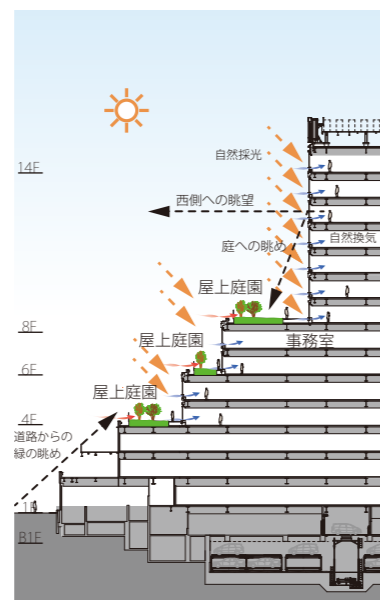 自然採光
14F
西側への眺望
自然換気
庭への眺め
屋上庭園
8F
屋上庭園
事務室
6F
屋上庭園
4F
道路からの
緑の眺め
1F
B1F